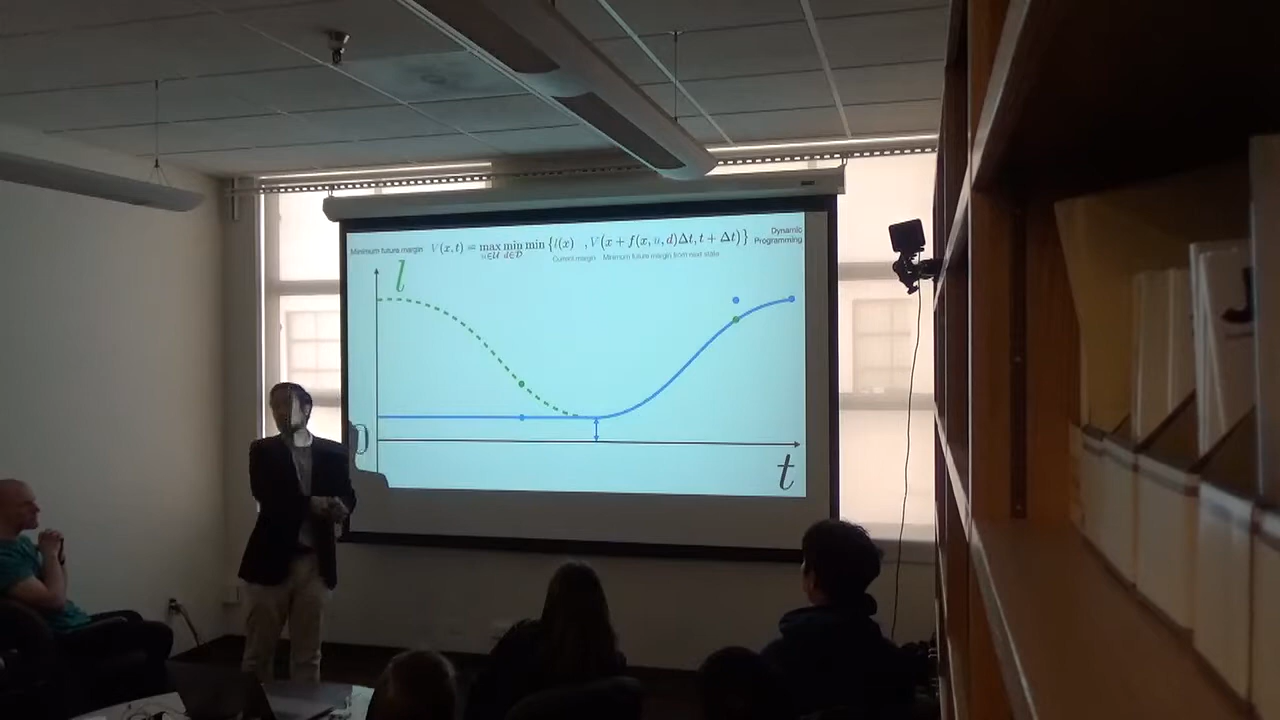 Minimum future margin V(x, t) = max min min {l(x) , V(x + f(x, u, d)Δt, t + Δt)} Dynamic Programming
u∈U d∈D Current margin Minimum future margin from next state
l
0
t